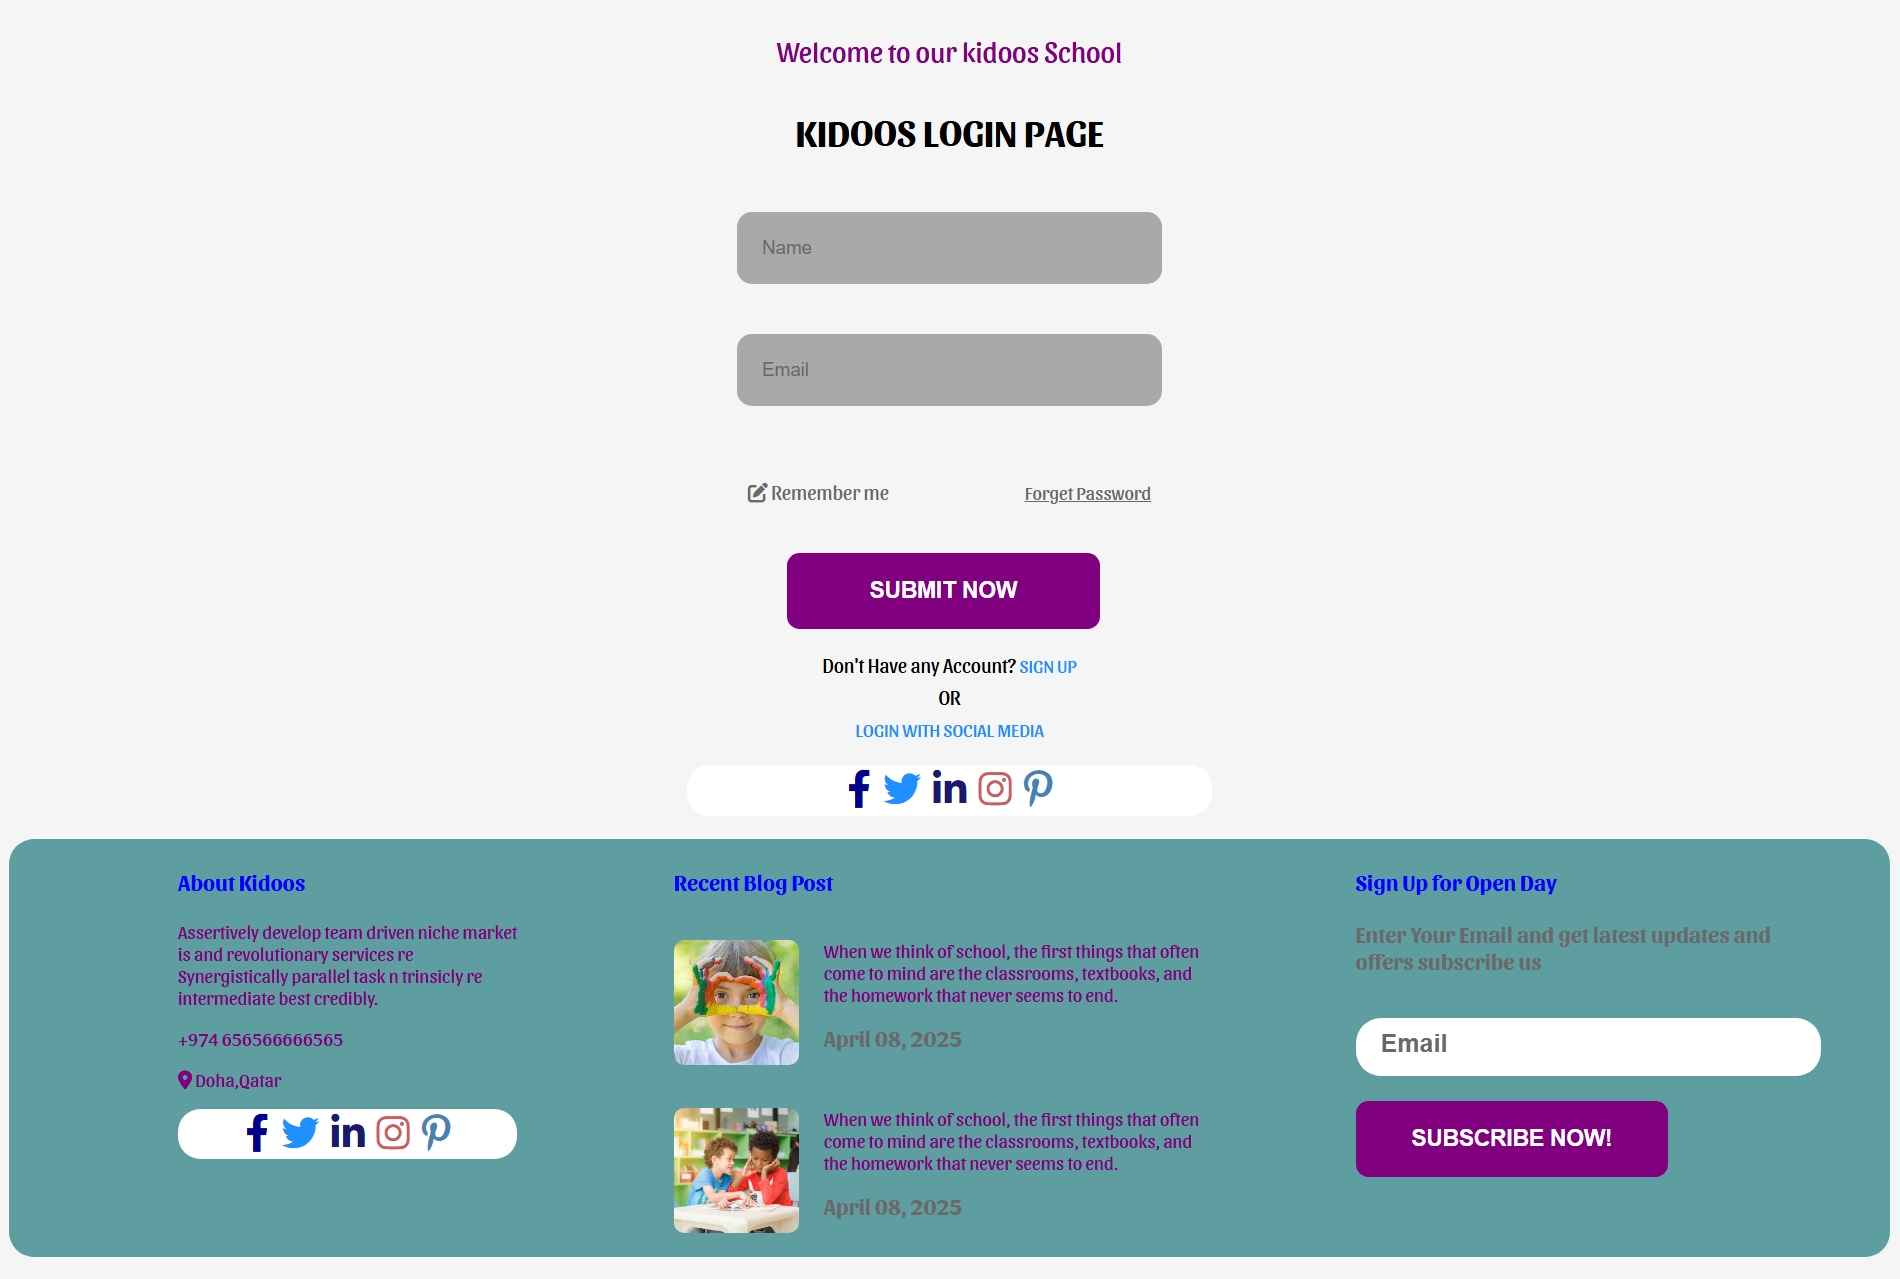 Welcome to our kidoos School
KIDOOS LOGIN PAGE
Name
Email
Remember me
Forget Password
SUBMIT NOW
Don't Have any Account? SIGN UP
OR
LOGIN WITH SOCIAL MEDIA
About Kidoos
Assertively develop team driven niche market
is and revolutionary services re
Synergistically parallel task n trinsicly re
intermediate best credibly.
+974 656566666565
Doha,Qatar
Recent Blog Post
When we think of school, the first things that often
come to mind are the classrooms, textbooks, and
the homework that never seems to end.
April 08, 2025
When we think of school, the first things that often
come to mind are the classrooms, textbooks, and
the homework that never seems to end.
April 08, 2025
Sign Up for Open Day
Enter Your Email and get latest updates and
offers subscribe us
Email
SUBSCRIBE NOW!